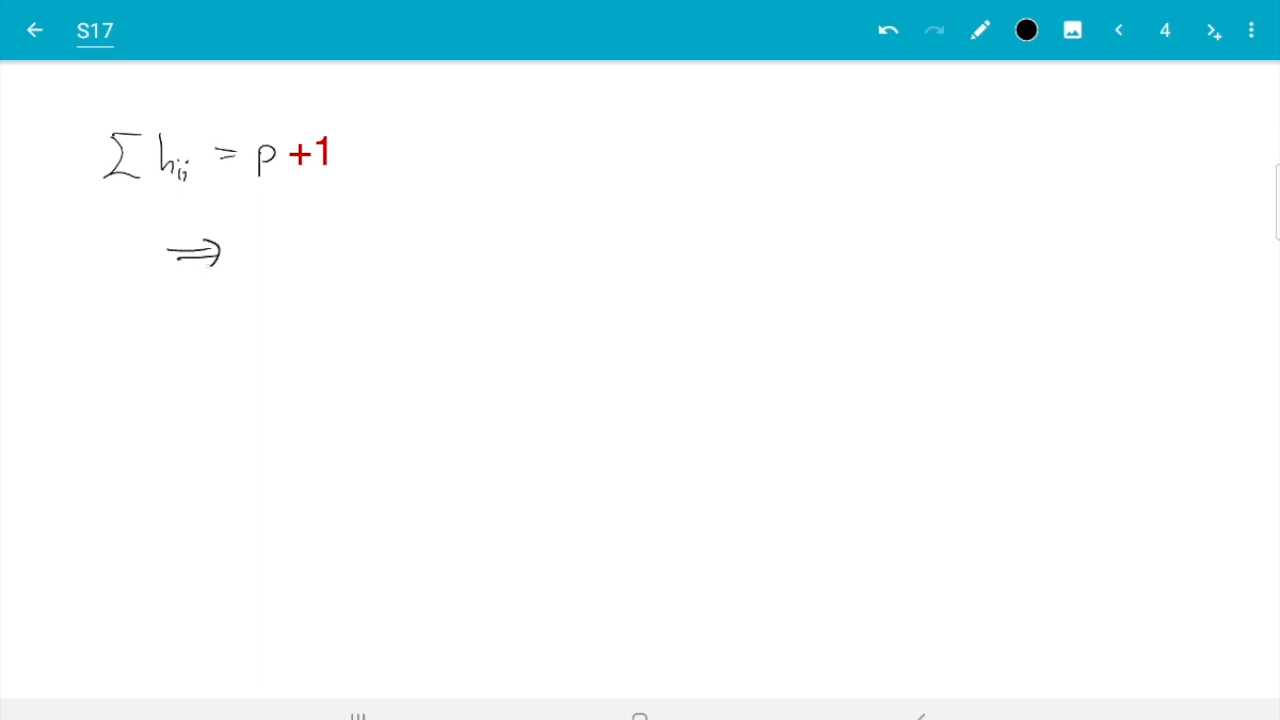 S17
4
∑ hii = p +1
⟹